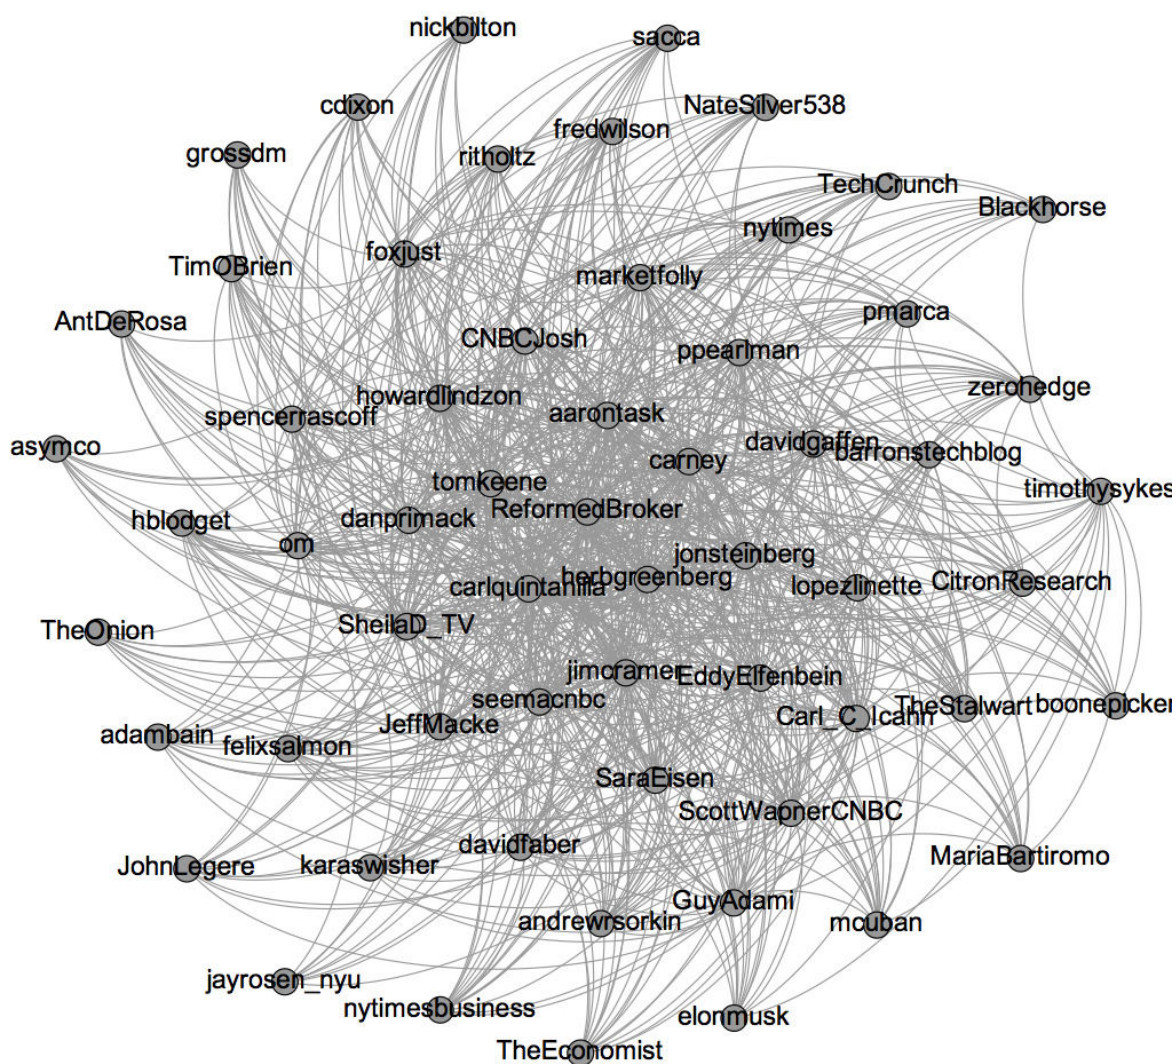 nickbilton
sacca
cdixon
NateSilver538
fredwilson
grossdm
ritholtz
TechCrunch
Blackhorse
nytimes
foxjust
TimOBrien
marketfolly
pmarca
AntDeRosa
CNBCJosh
ppearlman
zerohedge
howardlindzon
spencerrascoff
aarontask
davidgaffen
asymco
barronstechblog
carney
tomkeene
timothysykes
ReformedBroker
hblodget
danprimack
om
jonsteinberg
herbgreenberg
CitronResearch
carlquintanilla
lopezlinette
TheOnion
SheilaD_TV
jimcramer
EddyElfenbein
seemacnbc
TheStalwart
boonepicken
Carl_C_Icahn
JeffMacke
adambain
felixsalmon
SaraEisen
ScottWapnerCNBC
davidfaber
MariaBartiromo
JohnLegere
karaswisher
GuyAdami
andrewrsorkin
mcuban
jayrosen_nyu
nytimesbusiness
elonmusk
TheEconomist